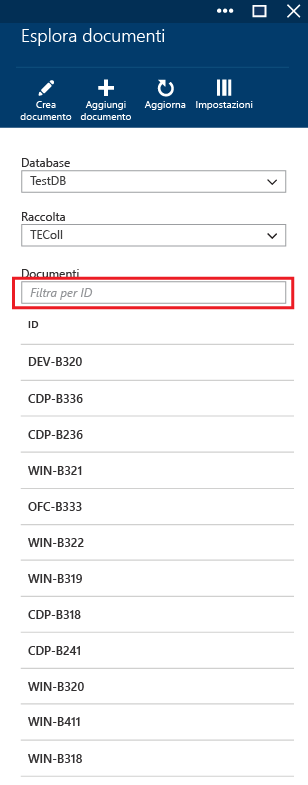 Esplora documenti
Crea documento
Aggiungi documento
Aggiorna
Impostazioni
Database
TestDB
Raccolta
TEColl
Documenti
Filtra per ID
ID
DEV-B320
CDP-B336
CDP-B236
WIN-B321
OFC-B333
WIN-B322
WIN-B319
CDP-B318
CDP-B241
WIN-B320
WIN-B411
WIN-B318